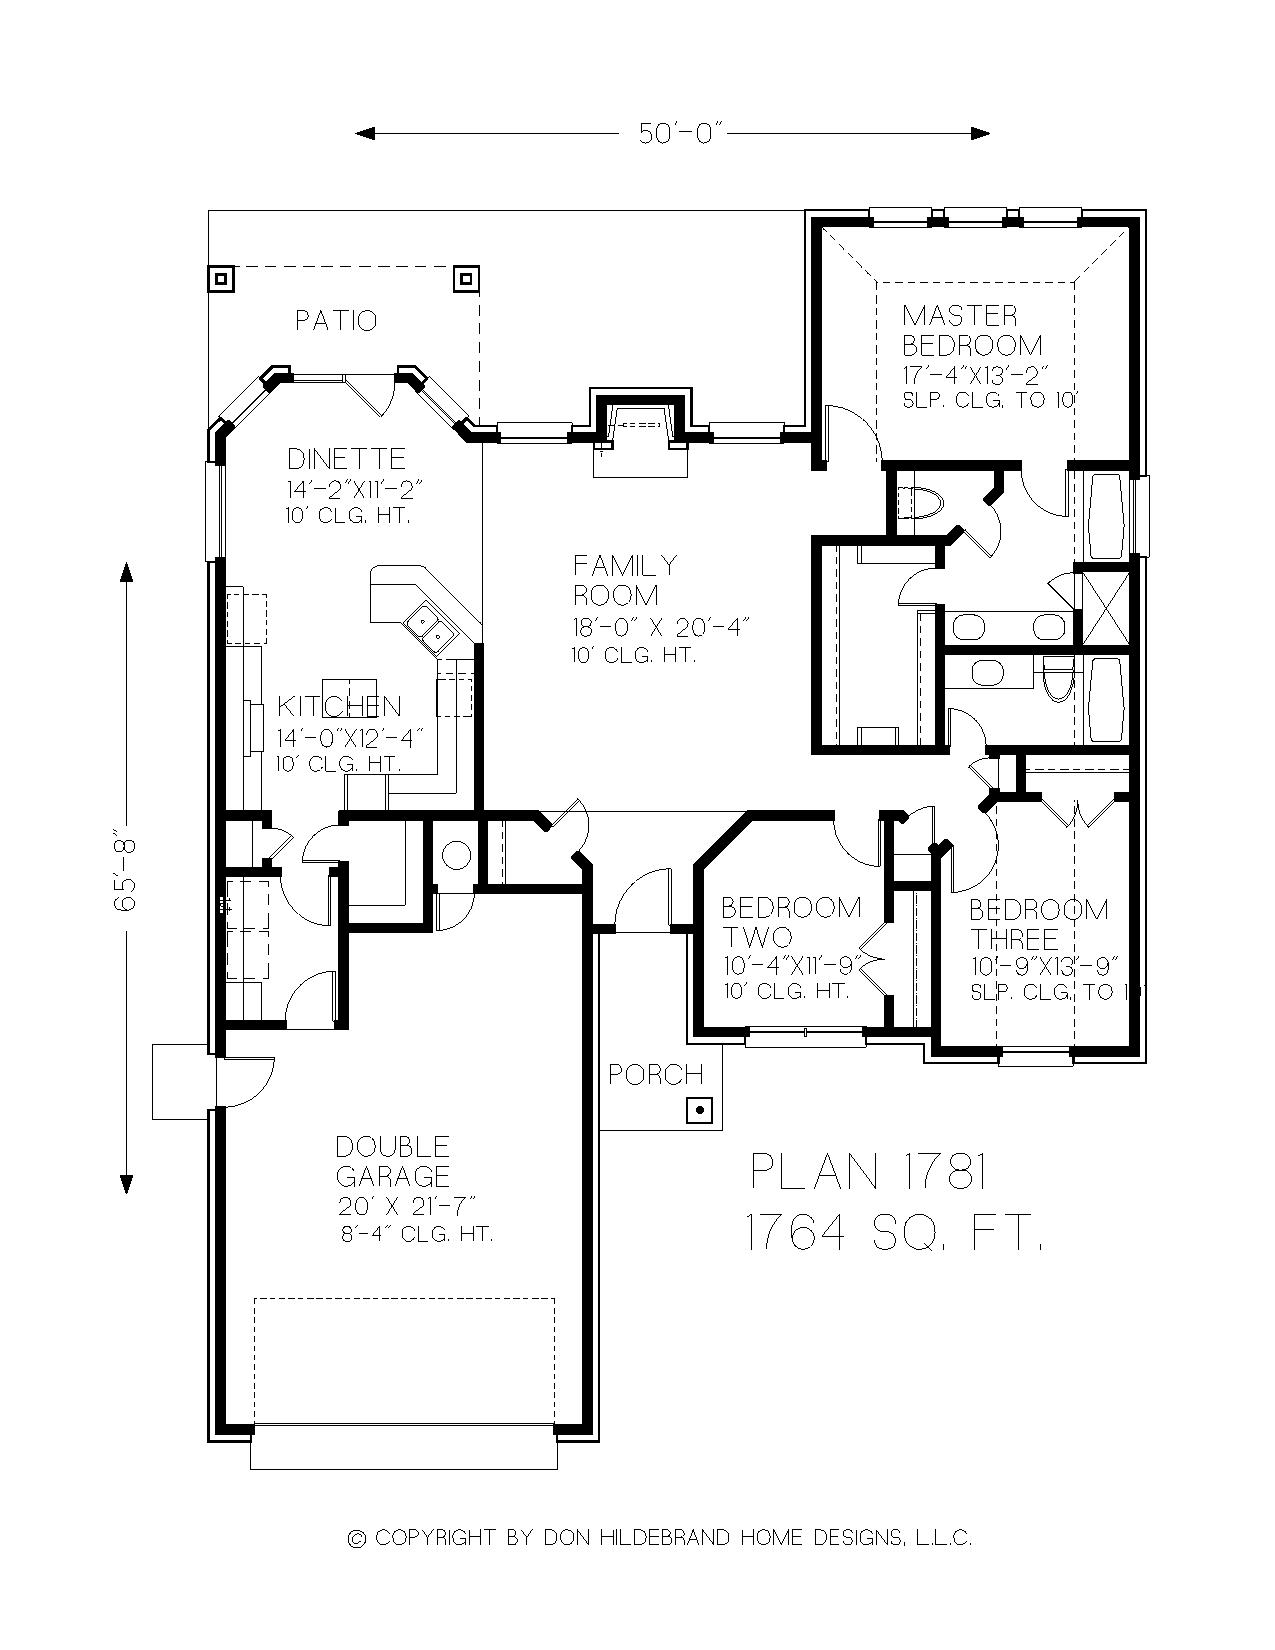 50'-0"
PATIO
MASTER
BEDROOM
17'-4"X13'-2"
SLP. CLG. TO 10'
DINETTE
14'-2"X11'-2"
10' CLG. HT.
FAMILY
ROOM
18'-0" X 20'-4"
10' CLG. HT.
KITCHEN
14'-0"X12'-4"
10' CLG. HT.
65'-8"
BEDROOM
TWO
10'-4"X11'-9"
10' CLG. HT.
BEDROOM
THREE
10'-9"X13'-9"
SLP. CLG. TO 10'
PORCH
DOUBLE
GARAGE
20' X 21'-7"
8'-4" CLG. HT.
PLAN 1781
1764 SQ. FT.
© COPYRIGHT BY DON HILDEBRAND HOME DESIGNS, L.L.C.